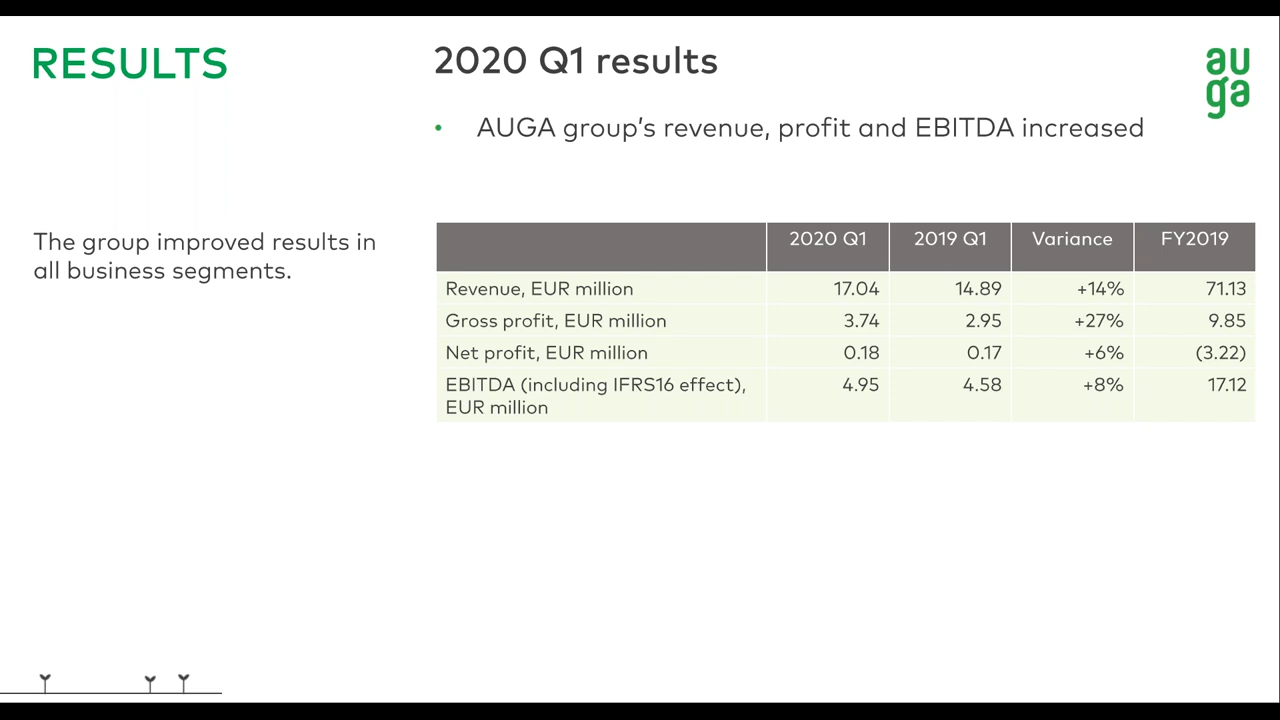 RESULTS
2020 Q1 results
au
ga
• AUGA group's revenue, profit and EBITDA increased
The group improved results in
all business segments.
2020 Q1 2019 Q1 Variance FY2019
Revenue, EUR million 17.04 14.89 +14% 71.13
Gross profit, EUR million 3.74 2.95 +27% 9.85
Net profit, EUR million 0.18 0.17 +6% (3.22)
EBITDA (including IFRS16 effect), 4.95 4.58 +8% 17.12
EUR million